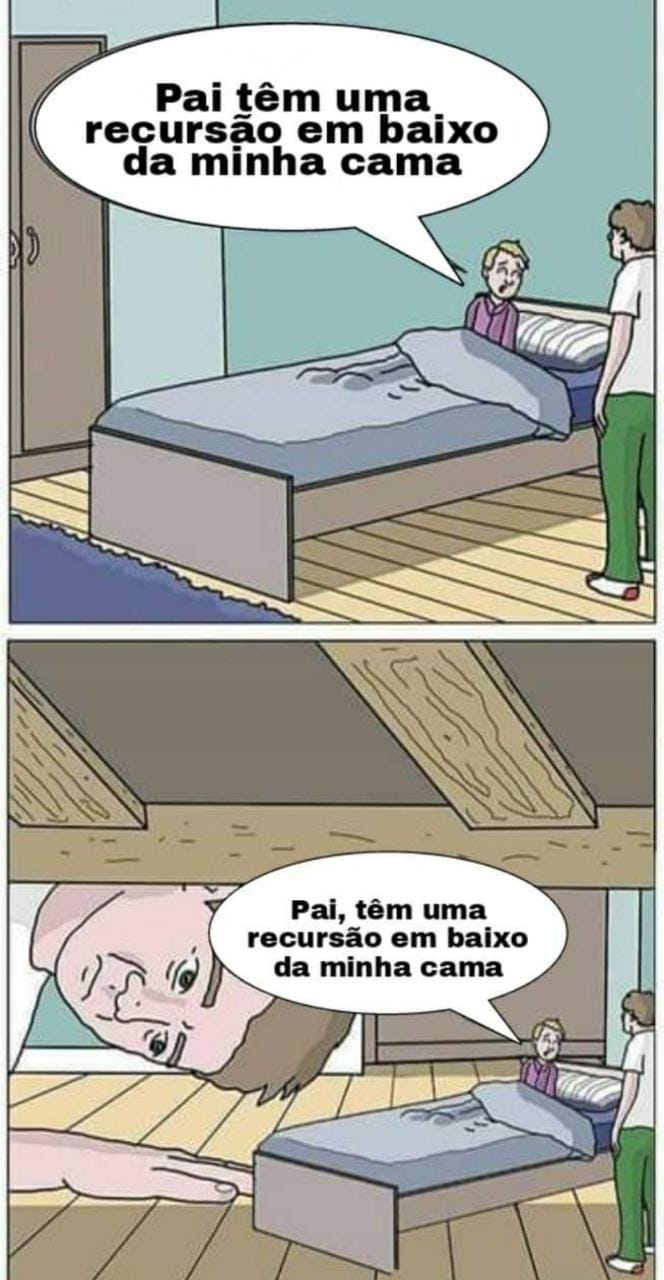 Pai têm uma
recursão em baixo
da minha cama
Pai, têm uma
recursão em baixo
da minha cama